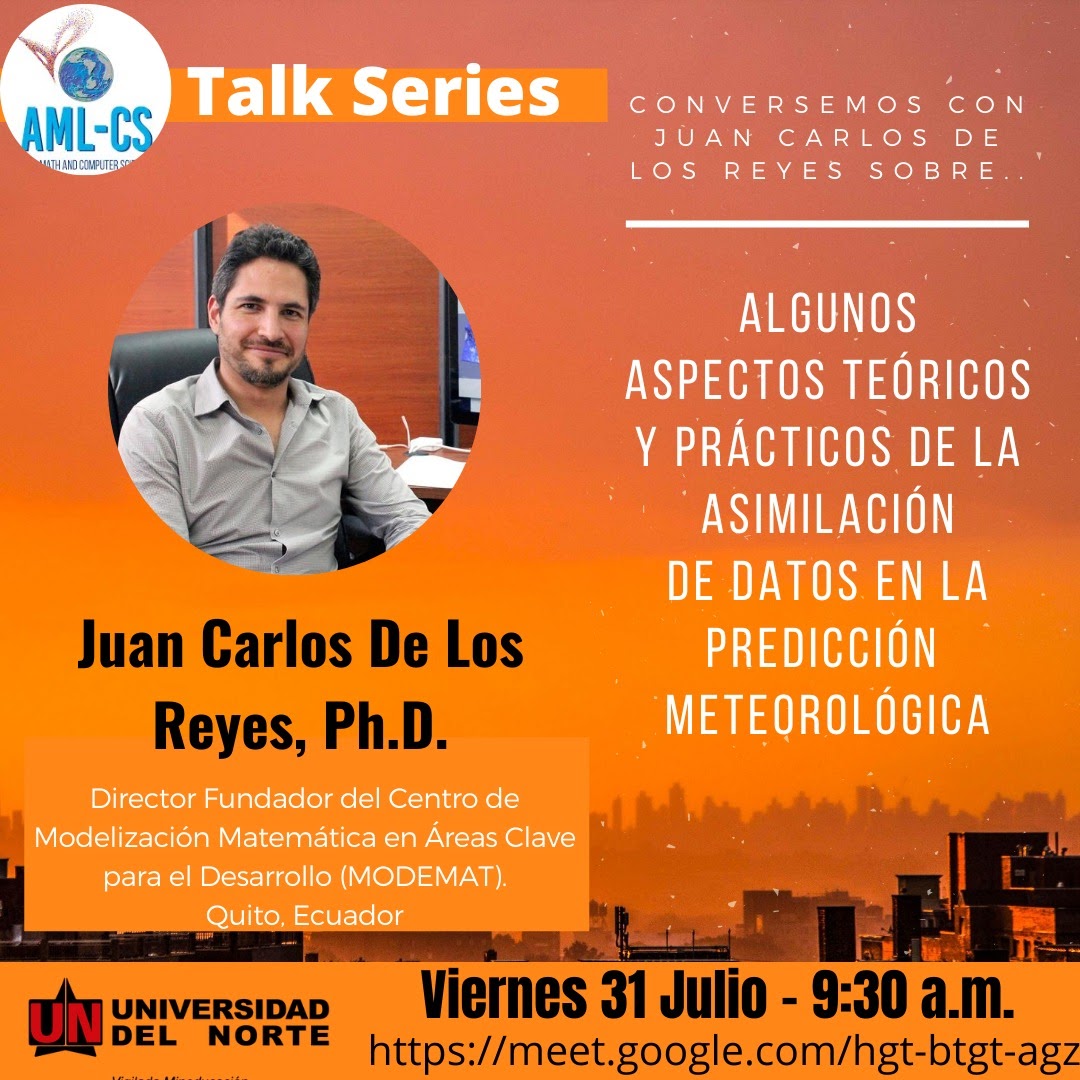 AML-CS
MATH AND COMPUTER
Talk Series
CONVERSEMOS CON
JUAN CARLOS DE
LOS REYES SOBRE..
ALGUNOS
ASPECTOS TEÓRICOS
Y PRÁCTICOS DE LA
ASIMILACIÓN
DE DATOS EN LA
PREDICCIÓN
METEOROLÓGICA
Juan Carlos De Los
Reyes, Ph.D.
Director Fundador del Centro de
Modelización Matemática en Áreas Clave
para el Desarrollo (MODEMAT).
Quito, Ecuador
UN UNIVERSIDAD
DEL NORTE
Viernes 31 Julio - 9:30 a.m.
https://meet.google.com/hgt-btgt-agz